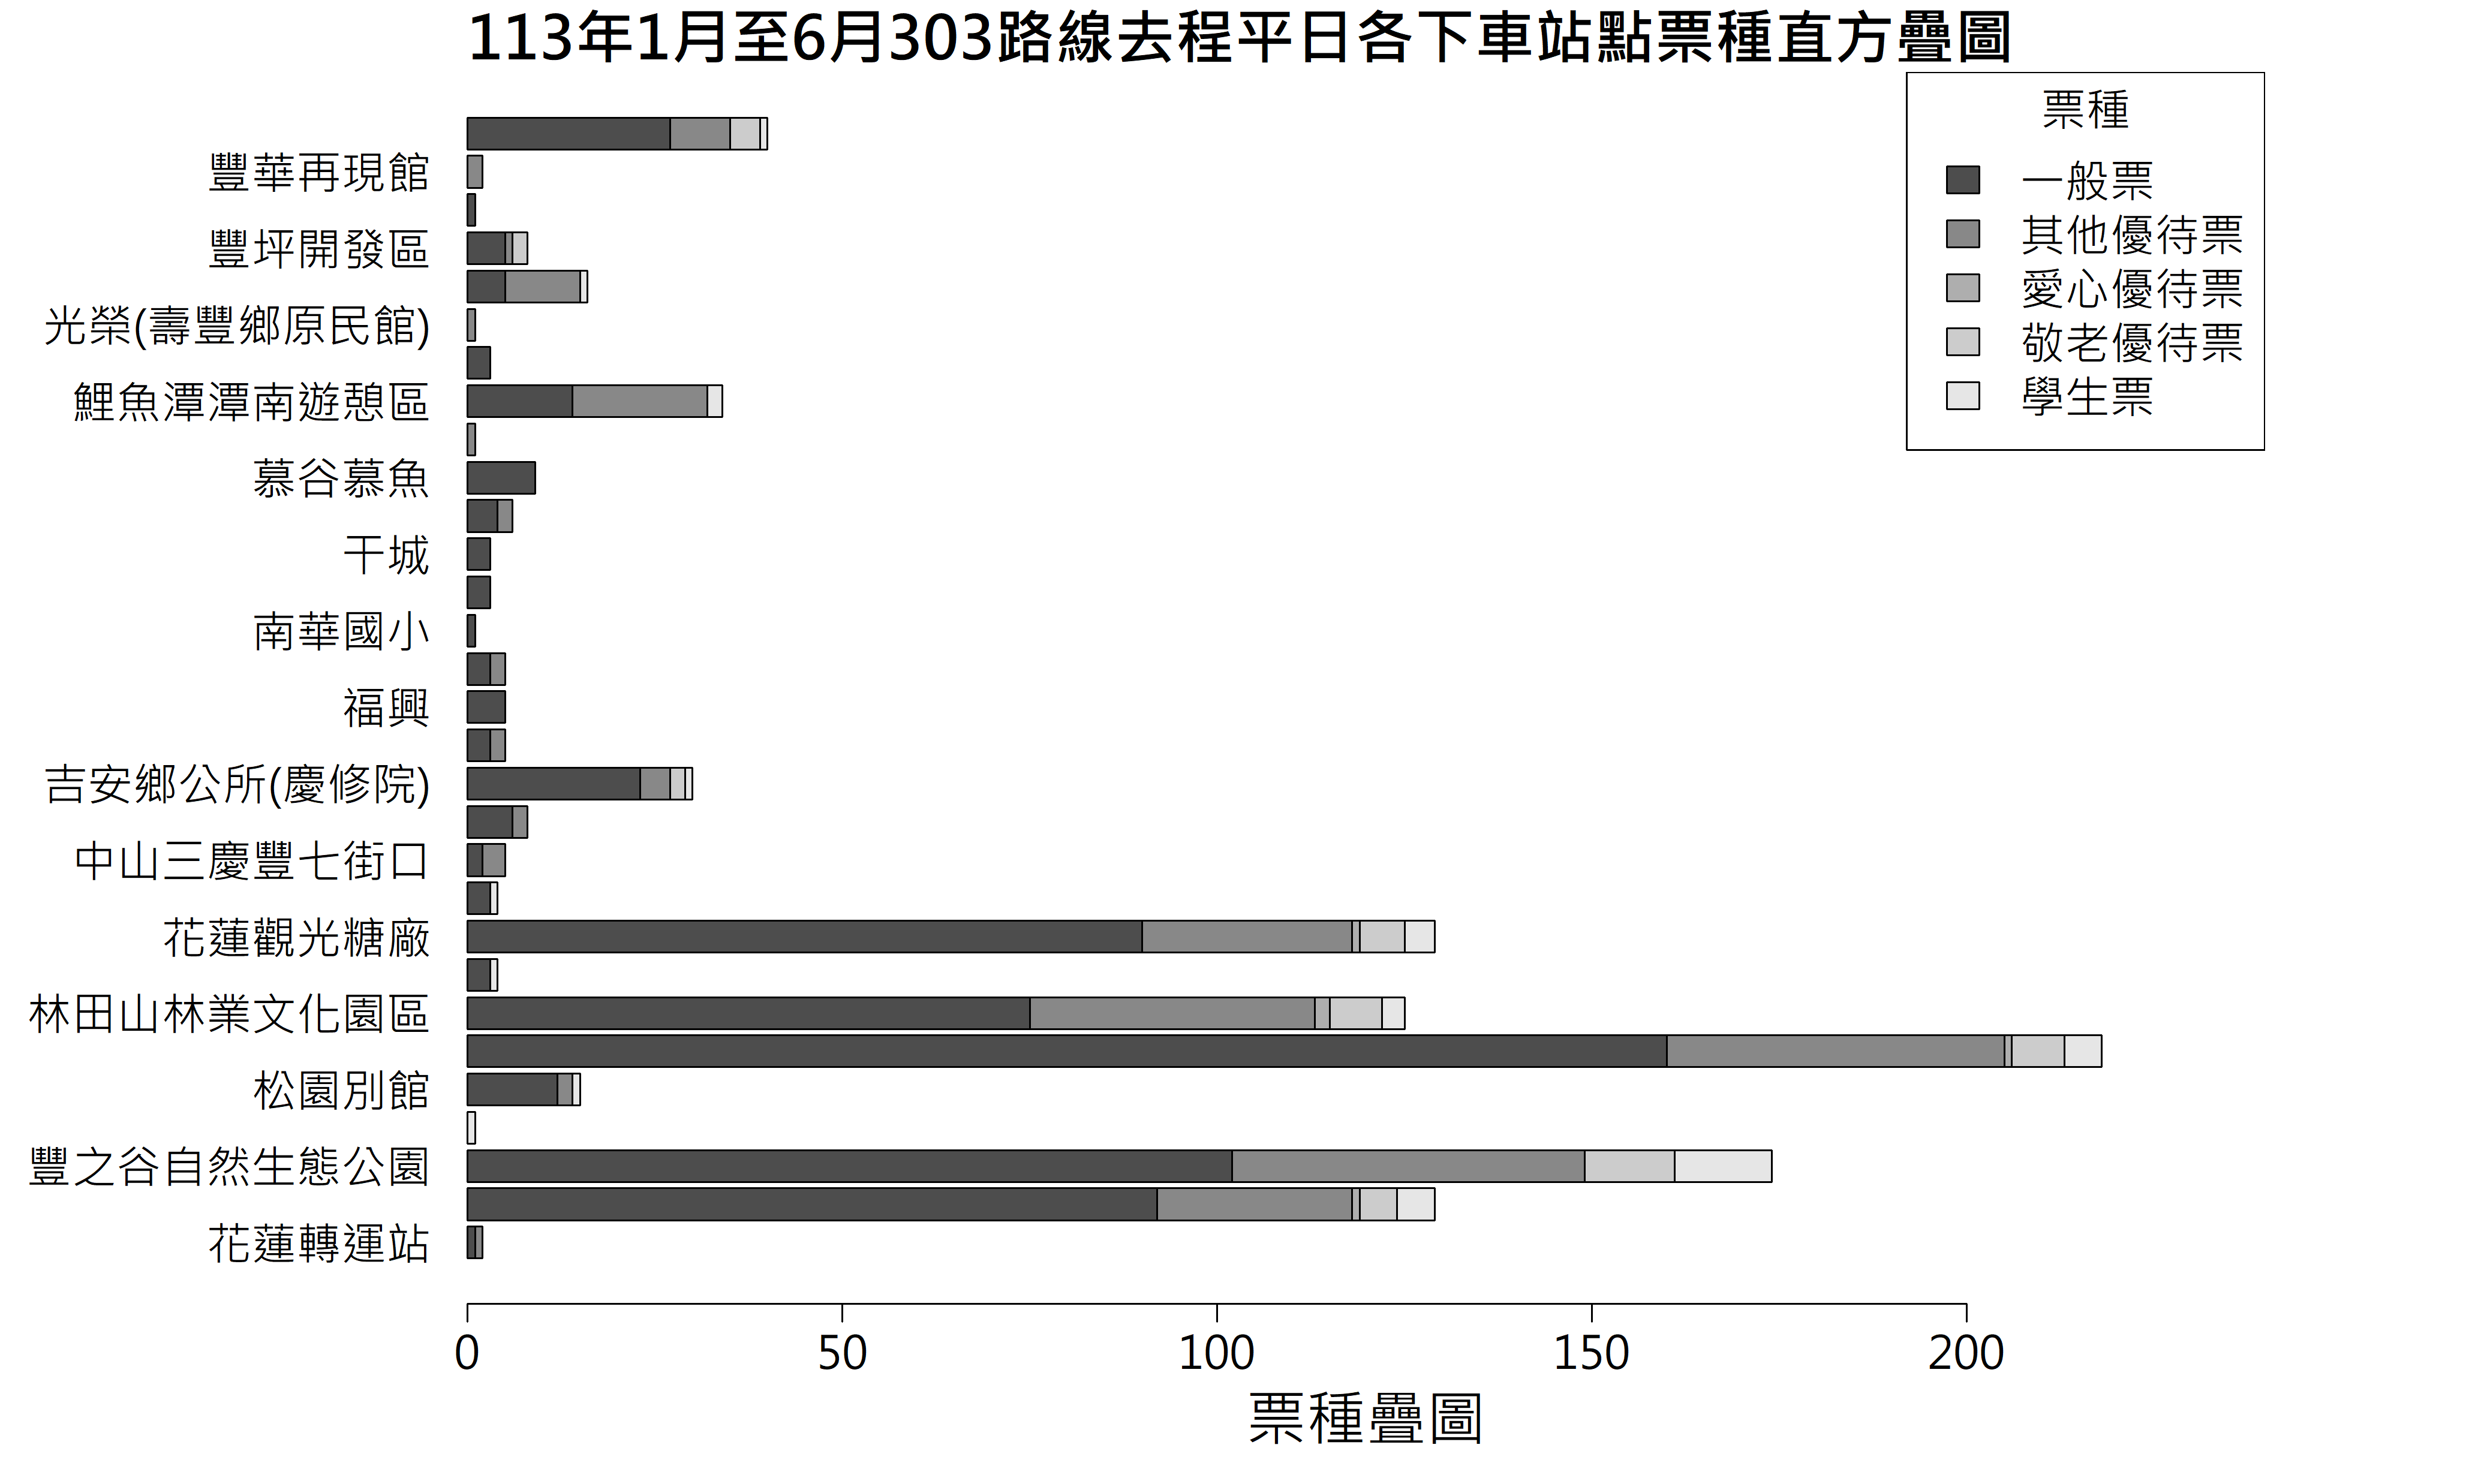 113年1月至6月303路線去程平日各下車站點票種直方疊圖
票種
一般票
其他優待票
愛心優待票
敬老優待票
學生票
豐華再現館
豐坪開發區
光榮(壽豐鄉原民館)
鯉魚潭潭南遊憩區
慕谷慕魚
干城
南華國小
福興
吉安鄉公所(慶修院)
中山三慶豐七街口
花蓮觀光糖廠
林田山林業文化園區
松園別館
豐之谷自然生態公園
花蓮轉運站
0 50 100 150 200
票種疊圖